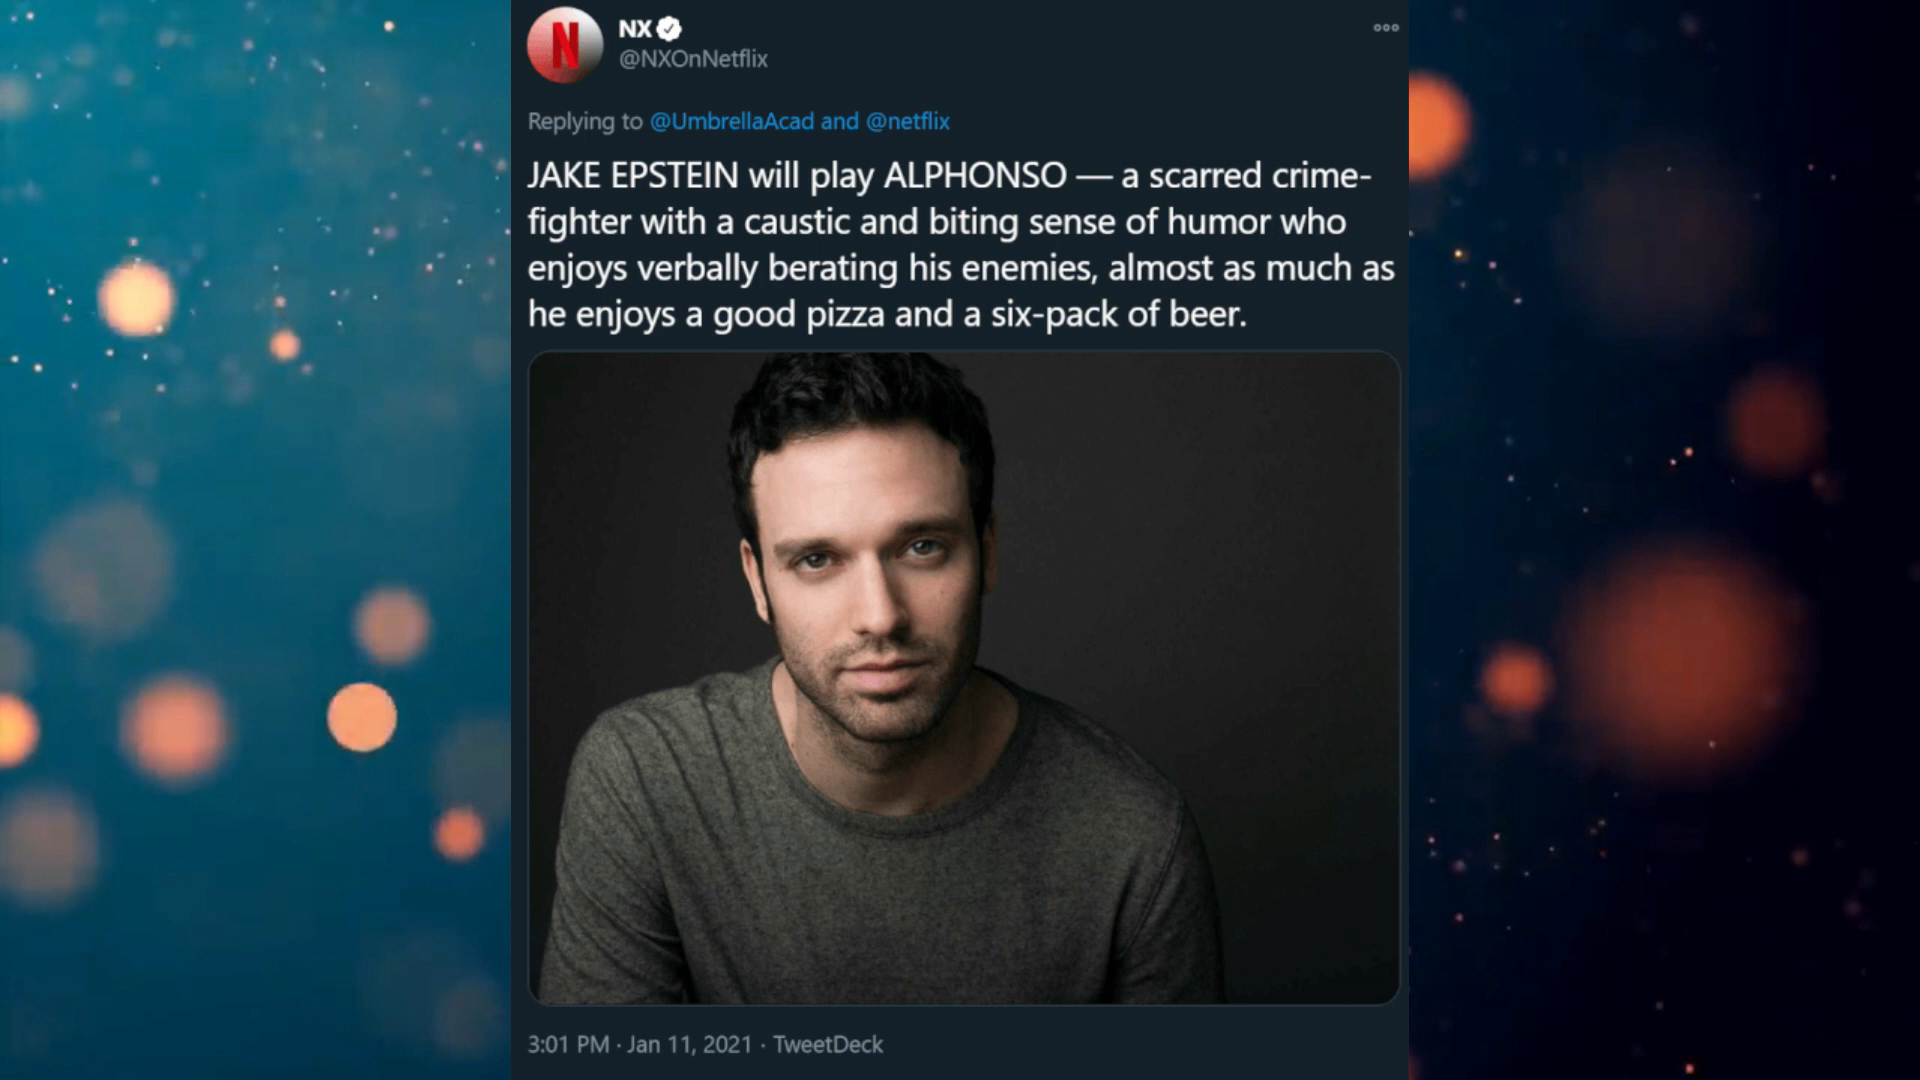 NX
@NXOnNetflix
Replying to @UmbrellaAcad and @netflix
JAKE EPSTEIN will play ALPHONSO — a scarred crime-
fighter with a caustic and biting sense of humor who
enjoys verbally berating his enemies, almost as much as
he enjoys a good pizza and a six-pack of beer.
3:01 PM · Jan 11, 2021 · TweetDeck